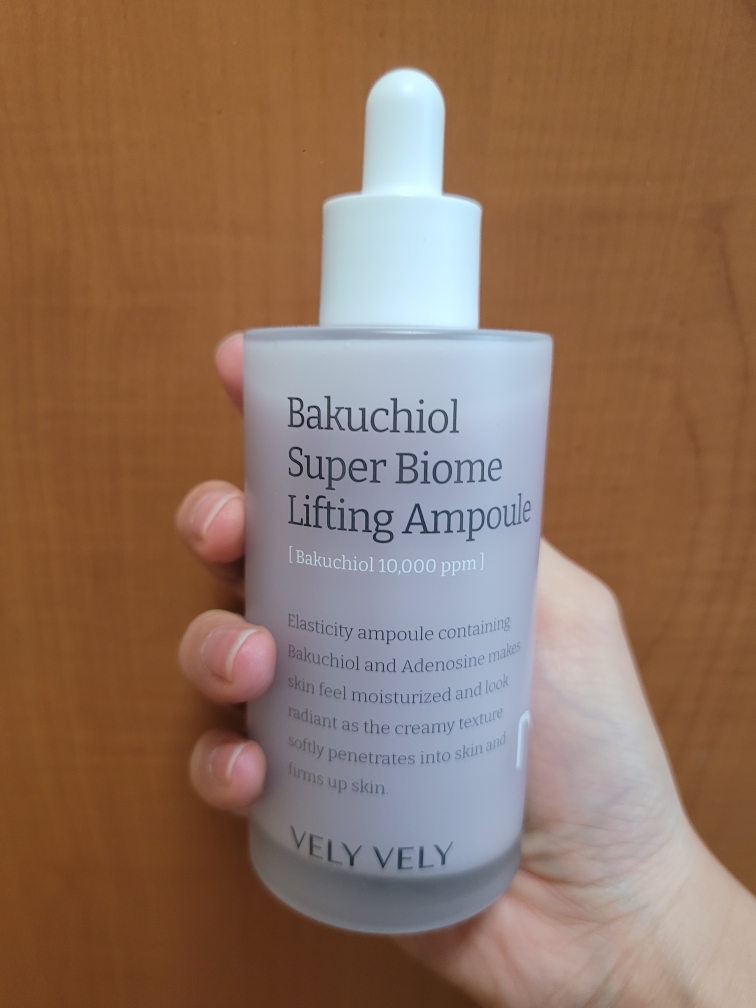 Bakuchiol
Super Biome
Lifting Ampoule
[ Bakuchiol 10,000 ppm ]
Elasticity ampoule containing
Bakuchiol and Adenosine makes
skin feel moisturized and look
radiant as the creamy texture
softly penetrates into skin and
firms up skin.
VELY VELY